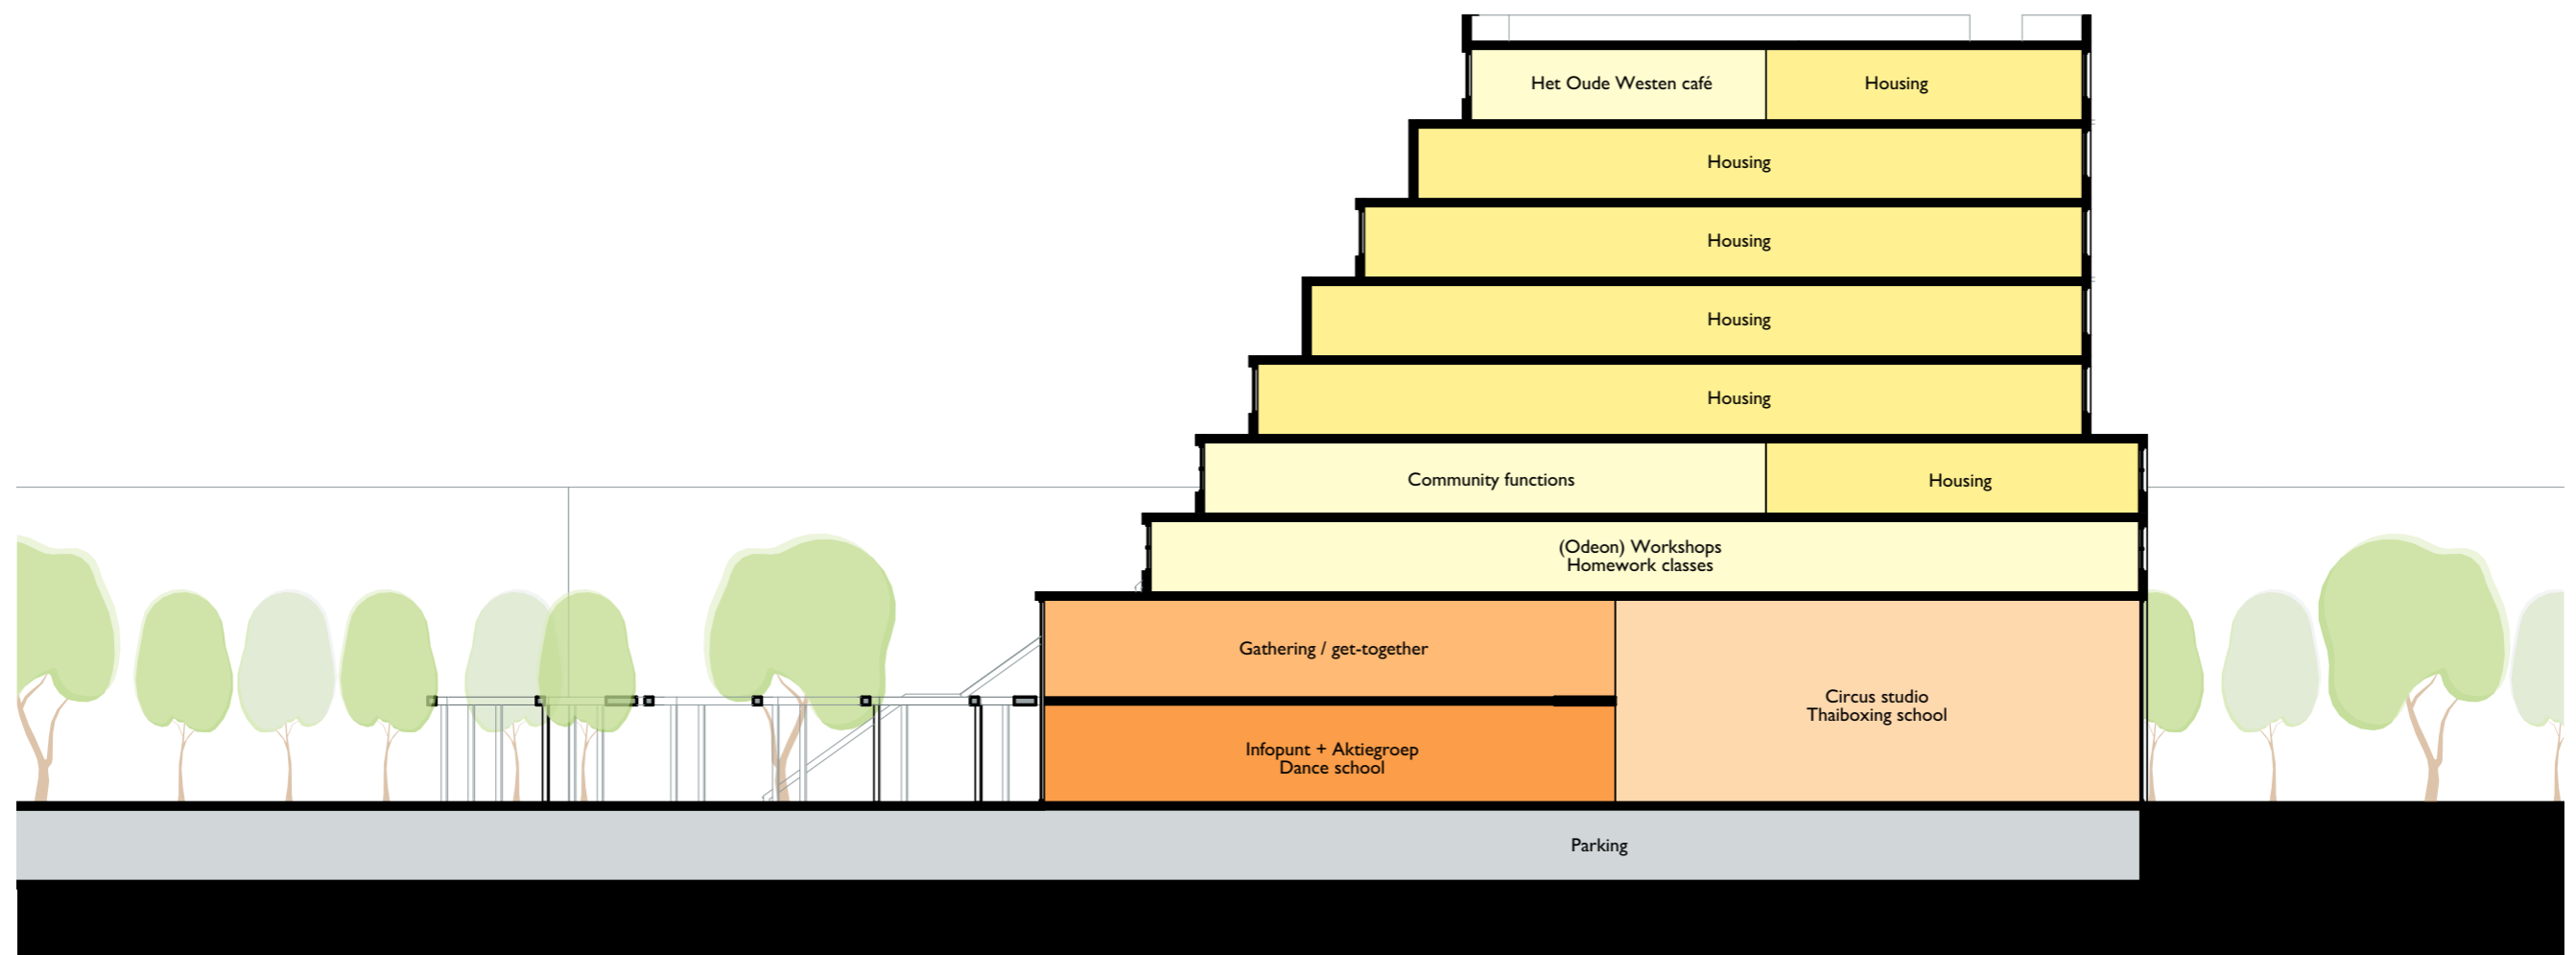 Het Oude Westen café
Housing
Housing
Housing
Housing
Housing
Community functions
Housing
(Odeon) Workshops
Homework classes
Gathering / get-together
Circus studio
Thaiboxing school
Infopunt + Aktiegroep
Dance school
Parking